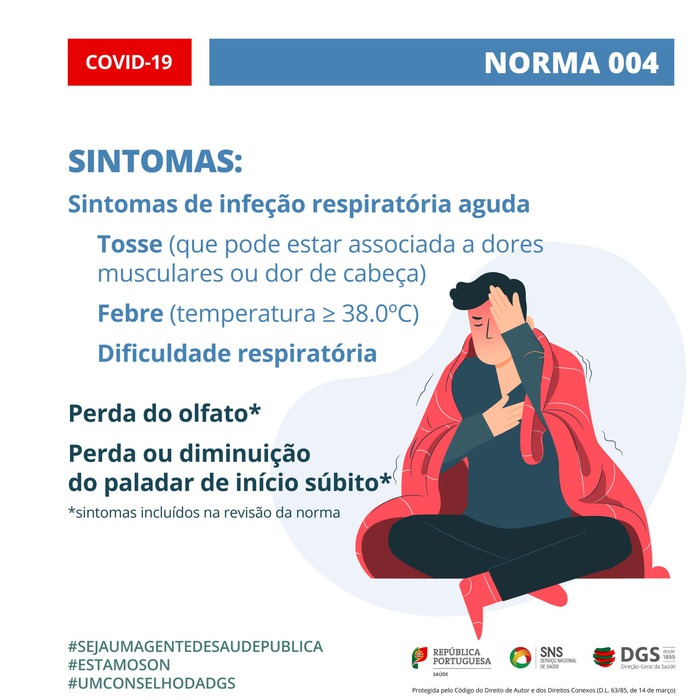 COVID-19
NORMA 004
SINTOMAS:
Sintomas de infeção respiratória aguda
Tosse (que pode estar associada a dores
musculares ou dor de cabeça)
Febre (temperatura ≥ 38.0ºC)
Dificuldade respiratória
Perda do olfato*
Perda ou diminuição
do paladar de início súbito*
*sintomas incluídos na revisão da norma
#SEJAUMAGENTEDESAUDEPUBLICA
#ESTAMOSON
#UMCONSELHODADGS
REPÚBLICA
PORTUGUESA
SAÚDE
SNS
SERVIÇO NACIONAL
DE SAÚDE
DGS desde
1899
Direção-Geral da Saúde
Protegida pelo Código do Direito de Autor e dos Direitos Conexos (D.L. 63/85, de 14 de março)